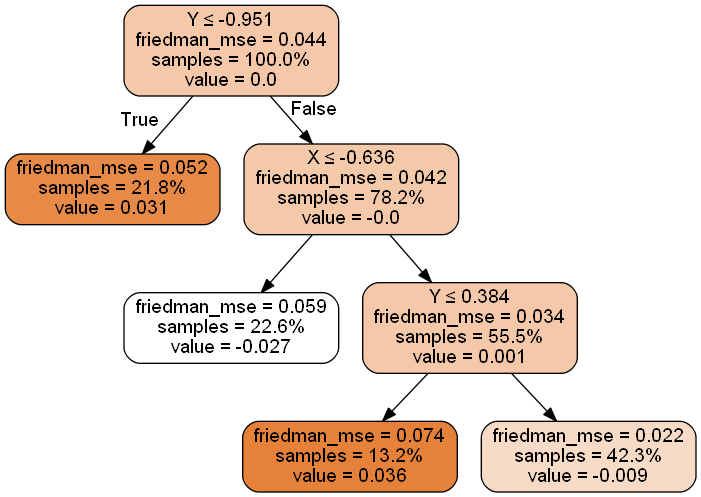 Y ≤ -0.951
friedman_mse = 0.044
samples = 100.0%
value = 0.0
True
False
friedman_mse = 0.052
samples = 21.8%
value = 0.031
X ≤ -0.636
friedman_mse = 0.042
samples = 78.2%
value = -0.0
friedman_mse = 0.059
samples = 22.6%
value = -0.027
Y ≤ 0.384
friedman_mse = 0.034
samples = 55.5%
value = 0.001
friedman_mse = 0.074
samples = 13.2%
value = 0.036
friedman_mse = 0.022
samples = 42.3%
value = -0.009